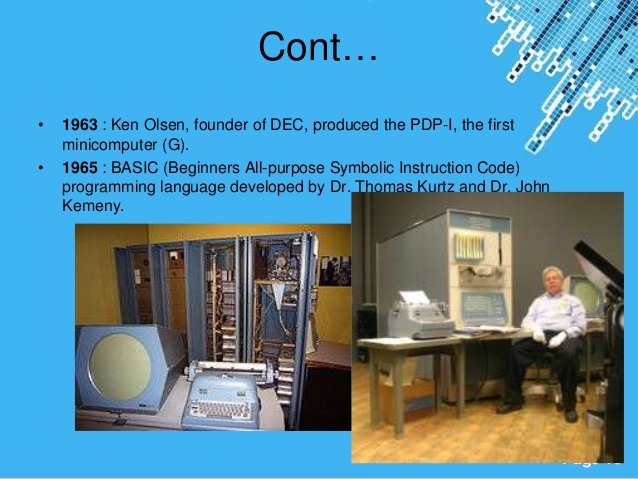 Cont…
• 1963 : Ken Olsen, founder of DEC, produced the PDP-I, the first
minicomputer (G).
• 1965 : BASIC (Beginners All-purpose Symbolic Instruction Code)
programming language developed by Dr. Thomas Kurtz and Dr. John
Kemeny.